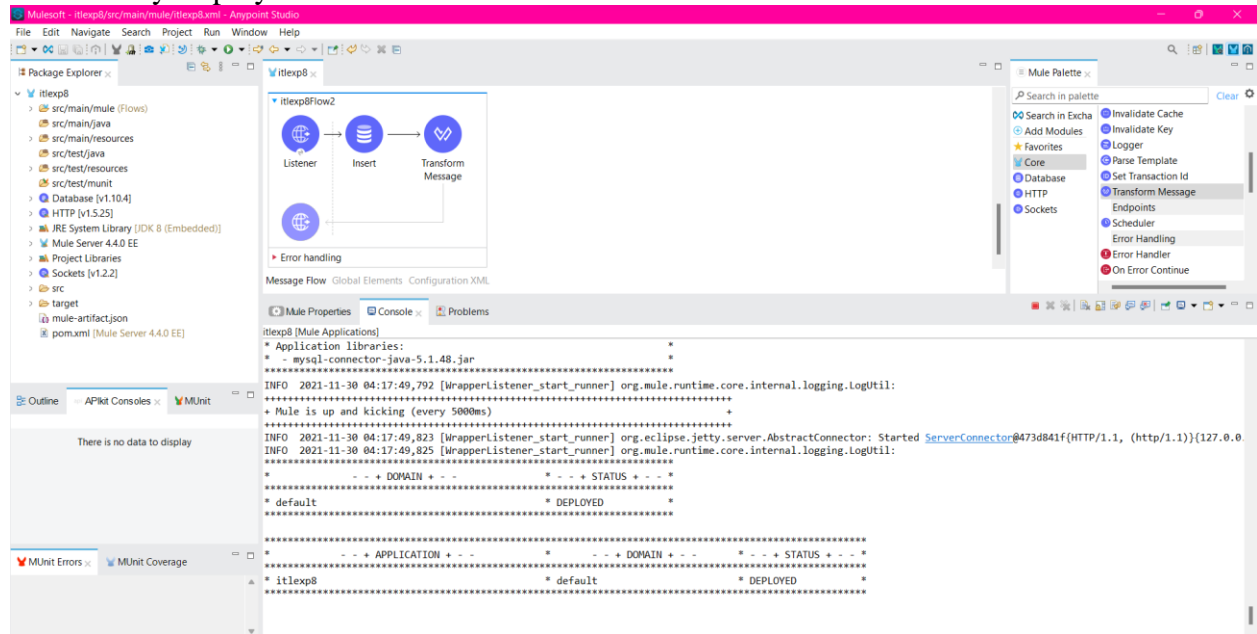 Mulesoft - itlexp8/src/main/mule/itlexp8.xml - Anypoint Studio
File Edit Navigate Search Project Run Window Help
Package Explorer
itlexp8
src/main/mule (Flows)
src/main/java
src/main/resources
src/test/java
src/test/resources
src/test/munit
Database [v1.10.4]
HTTP [v1.5.25]
JRE System Library [JDK 8 (Embedded)]
Mule Server 4.4.0 EE
Project Libraries
Sockets [v1.2.2]
src
target
mule-artifact.json
pom.xml [Mule Server 4.4.0 EE]
Outline APIkit Consoles MUnit
There is no data to display
MUnit Errors MUnit Coverage
itlexp8
itlexp8Flow2
Listener Insert Transform
Message
Error handling
Message Flow Global Elements Configuration XML
Mule Palette
Search in palette Clear
Search in Excha
Add Modules
Favorites
Core
Database
HTTP
Sockets
Invalidate Cache
Invalidate Key
Logger
Parse Template
Set Transaction Id
Transform Message
Endpoints
Scheduler
Error Handling
Error Handler
On Error Continue
Mule Properties Console Problems
itlexp8 [Mule Applications]
* Application libraries: *
* - mysql-connector-java-5.1.48.jar *
INFO 2021-11-30 04:17:49,792 [WrapperListener_start_runner] org.mule.runtime.core.internal.logging.LogUtil:
+ Mule is up and kicking (every 5000ms) +
INFO 2021-11-30 04:17:49,823 [WrapperListener_start_runner] org.eclipse.jetty.server.AbstractConnector: Started ServerConnector@473d841f{HTTP/1.1, (http/1.1)}{127.0.0.
INFO 2021-11-30 04:17:49,825 [WrapperListener_start_runner] org.mule.runtime.core.internal.logging.LogUtil:
* - - + DOMAIN + - - * - - + STATUS + - - *
* default * DEPLOYED *
* - - + APPLICATION + - - * - - + DOMAIN + - - * - - + STATUS + - - *
* itlexp8 * default * DEPLOYED *